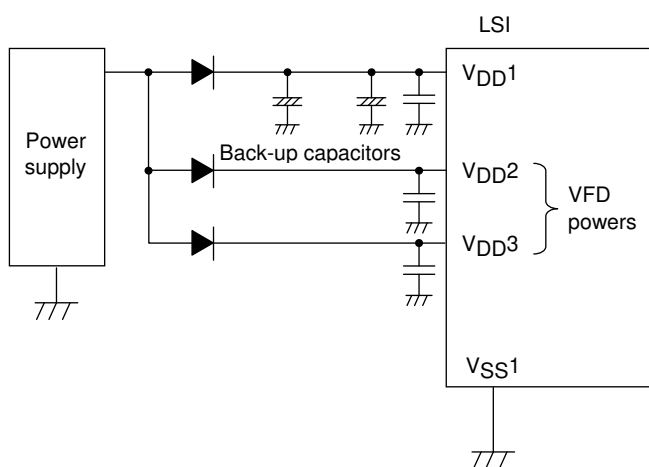 LSI
VDD1
Power
supply
Back-up capacitors
VDD2
VFD
powers
VDD3
VSS1